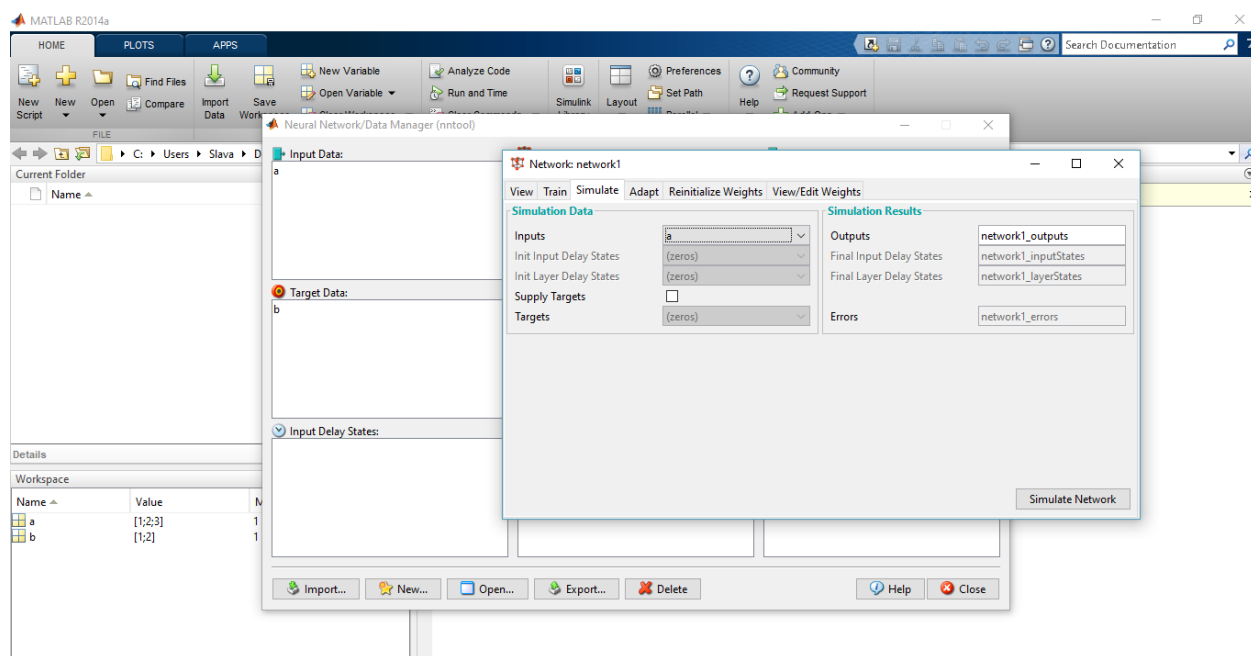 MATLAB R2014a
HOME PLOTS APPS
Search Documentation
New Script
New
Open
Find Files
Compare
Import Data
Save
New Variable
Open Variable
Analyze Code
Run and Time
Simulink
Layout
Preferences
Set Path
Help
Community
Request Support
FILE
C: Users Slava D
Current Folder
Name
Details
Workspace
Name Value M
a [1;2;3] 1
b [1;2] 1
Neural Network/Data Manager (nntool)
Input Data:
a
Target Data:
b
Input Delay States:
Import... New... Open... Export... Delete Help Close
Network: network1
View Train Simulate Adapt Reinitialize Weights View/Edit Weights
Simulation Data
Inputs a
Init Input Delay States (zeros)
Init Layer Delay States (zeros)
Supply Targets
Targets (zeros)
Simulation Results
Outputs network1_outputs
Final Input Delay States network1_inputStates
Final Layer Delay States network1_layerStates
Errors network1_errors
Simulate Network